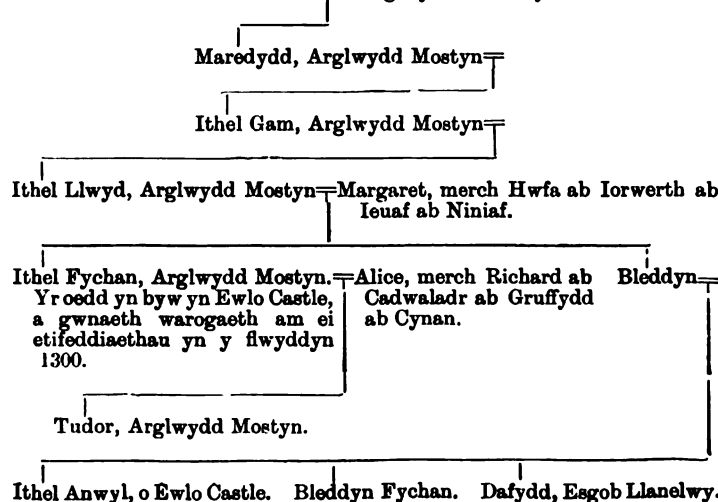 Maredydd, Arglwydd Mostyn
Ithel Gam, Arglwydd Mostyn
Ithel Llwyd, Arglwydd Mostyn Margaret, merch Hwfa ab Iorwerth ab
Ieuaf ab Niniaf.
Ithel Fychan, Arglwydd Mostyn. Alice, merch Richard ab Bleddyn
Yr oedd yn byw yn Ewlo Castle, Cadwaladr ab Gruffydd
a gwnaeth warogaeth am ei ab Cynan.
etifeddiaethau yn y flwyddyn
1300.
Tudor, Arglwydd Mostyn.
Ithel Anwyl, o Ewlo Castle. Bleddyn Fychan. Dafydd, Esgob Llanelwy.